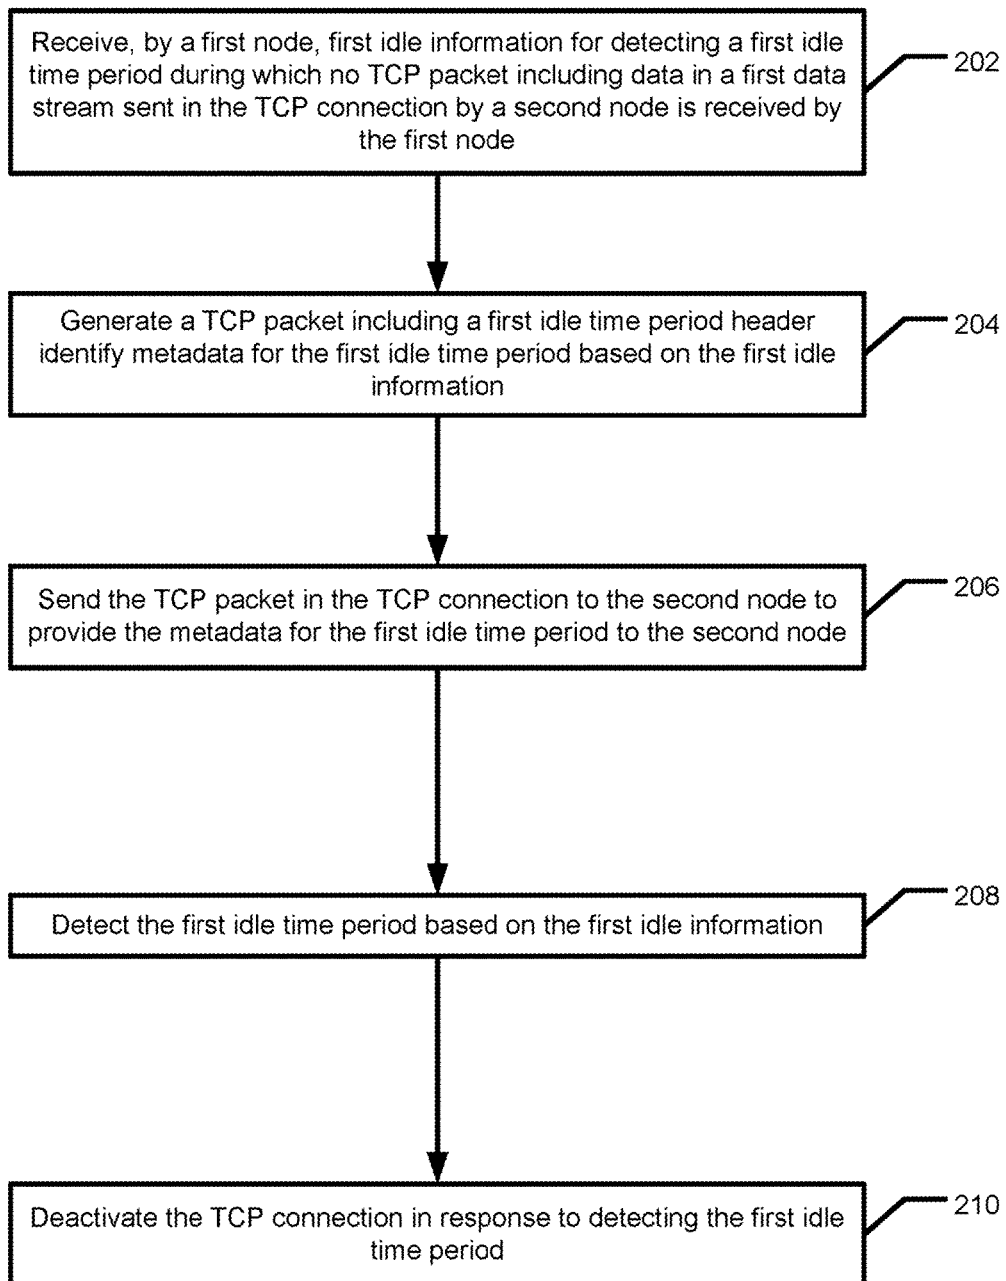 Receive, by a first node, first idle information for detecting a first idle
time period during which no TCP packet including data in a first data
stream sent in the TCP connection by a second node is received by
the first node
202
Generate a TCP packet including a first idle time period header
identify metadata for the first idle time period based on the first idle
information
204
Send the TCP packet in the TCP connection to the second node to
provide the metadata for the first idle time period to the second node
206
Detect the first idle time period based on the first idle information
208
Deactivate the TCP connection in response to detecting the first idle
time period
210